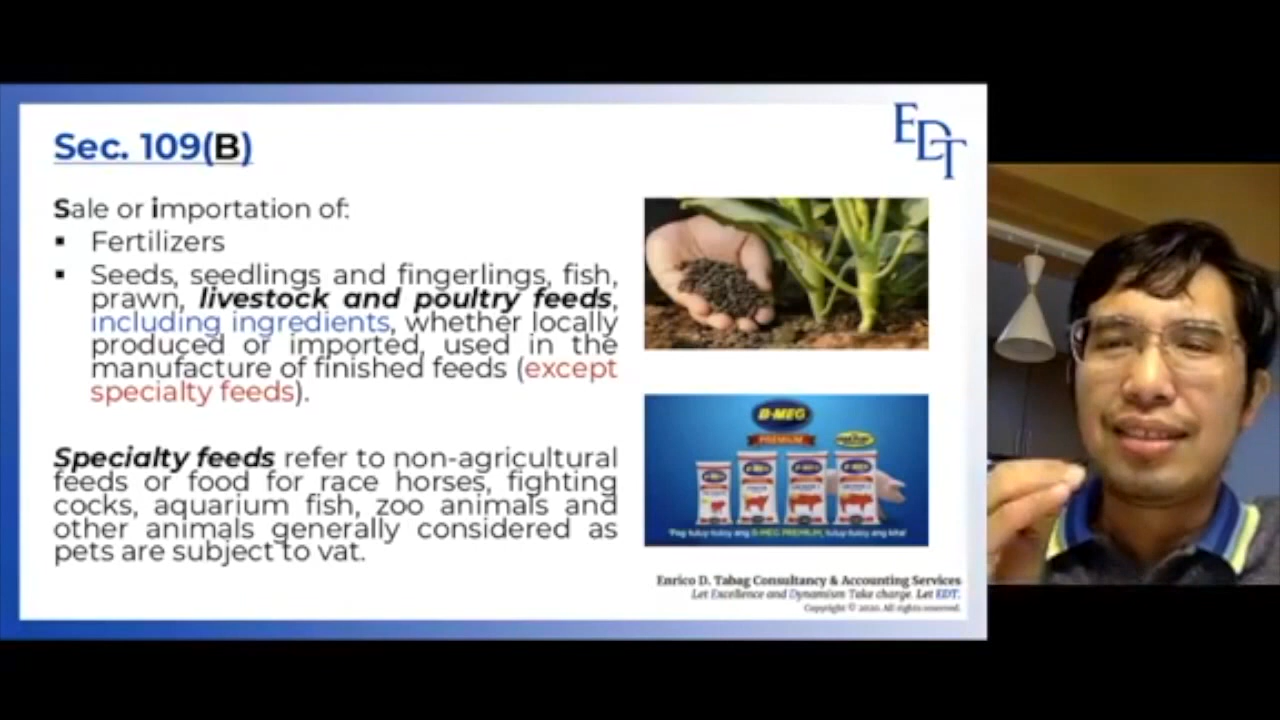 Sec. 109(B)
EDT
Sale or importation of:
▪ Fertilizers
▪ Seeds, seedlings and fingerlings, fish,
prawn, livestock and poultry feeds,
including ingredients, whether locally
produced or imported, used in the
manufacture of finished feeds (except
specialty feeds).
Specialty feeds refer to non-agricultural
feeds or food for race horses, fighting
cocks, aquarium fish, zoo animals and
other animals generally considered as
pets are subject to vat.
B-MEG
PREMIUM
B-MEG PREMIUM
Enrico D. Tabag Consultancy & Accounting Services
Let Excellence and Dynamism Take charge. Let EDT.
Copyright © 2020. All rights reserved.